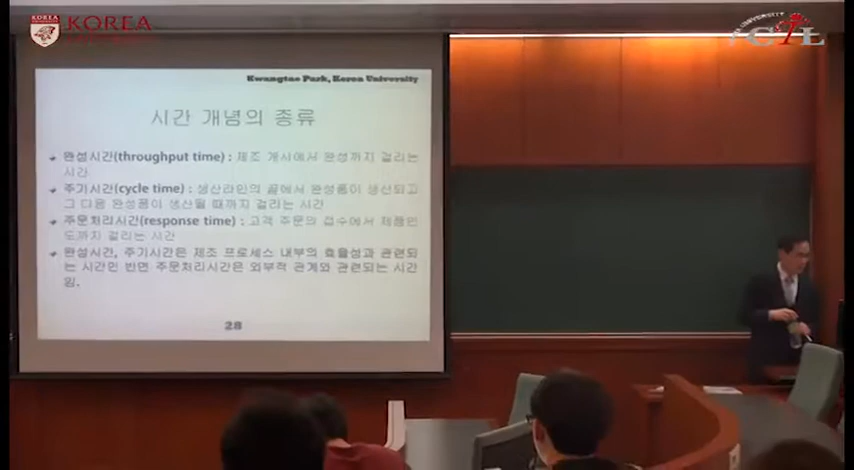 KOREA
KOREA
CTL
Kwangtae Park, Korea University
시간 개념의 종류
완성시간(throughput time) : 제조 개시에서 완성까지 걸리는
시간
주기시간(cycle time) : 생산라인의 끝에서 완성품이 생산되고
그 다음 완성품이 생산될 때까지 걸리는 시간
주문처리시간(response time) : 고객 주문의 접수에서 제품인
도까지 걸리는 시간
완성시간, 주기시간은 제조 프로세스 내부의 효율성과 관련되
는 시간인 반면 주문처리시간은 외부적 관계와 관련되는 시간
임.
28